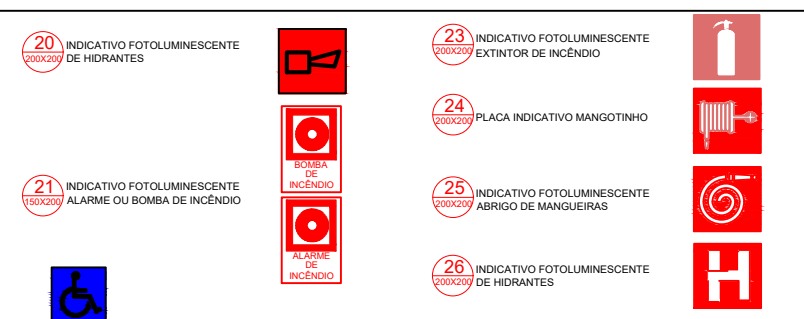 20
200X200
INDICATIVO FOTOLUMINESCENTE
DE HIDRANTES
BOMBA
DE
INCÊNDIO
21
150X200
INDICATIVO FOTOLUMINESCENTE
ALARME OU BOMBA DE INCÊNDIO
ALARME
DE
INCÊNDIO
23
200X200
INDICATIVO FOTOLUMINESCENTE
EXTINTOR DE INCÊNDIO
24
200X200
PLACA INDICATIVO MANGOTINHO
25
200X200
INDICATIVO FOTOLUMINESCENTE
ABRIGO DE MANGUEIRAS
26
200X200
INDICATIVO FOTOLUMINESCENTE
DE HIDRANTES
H